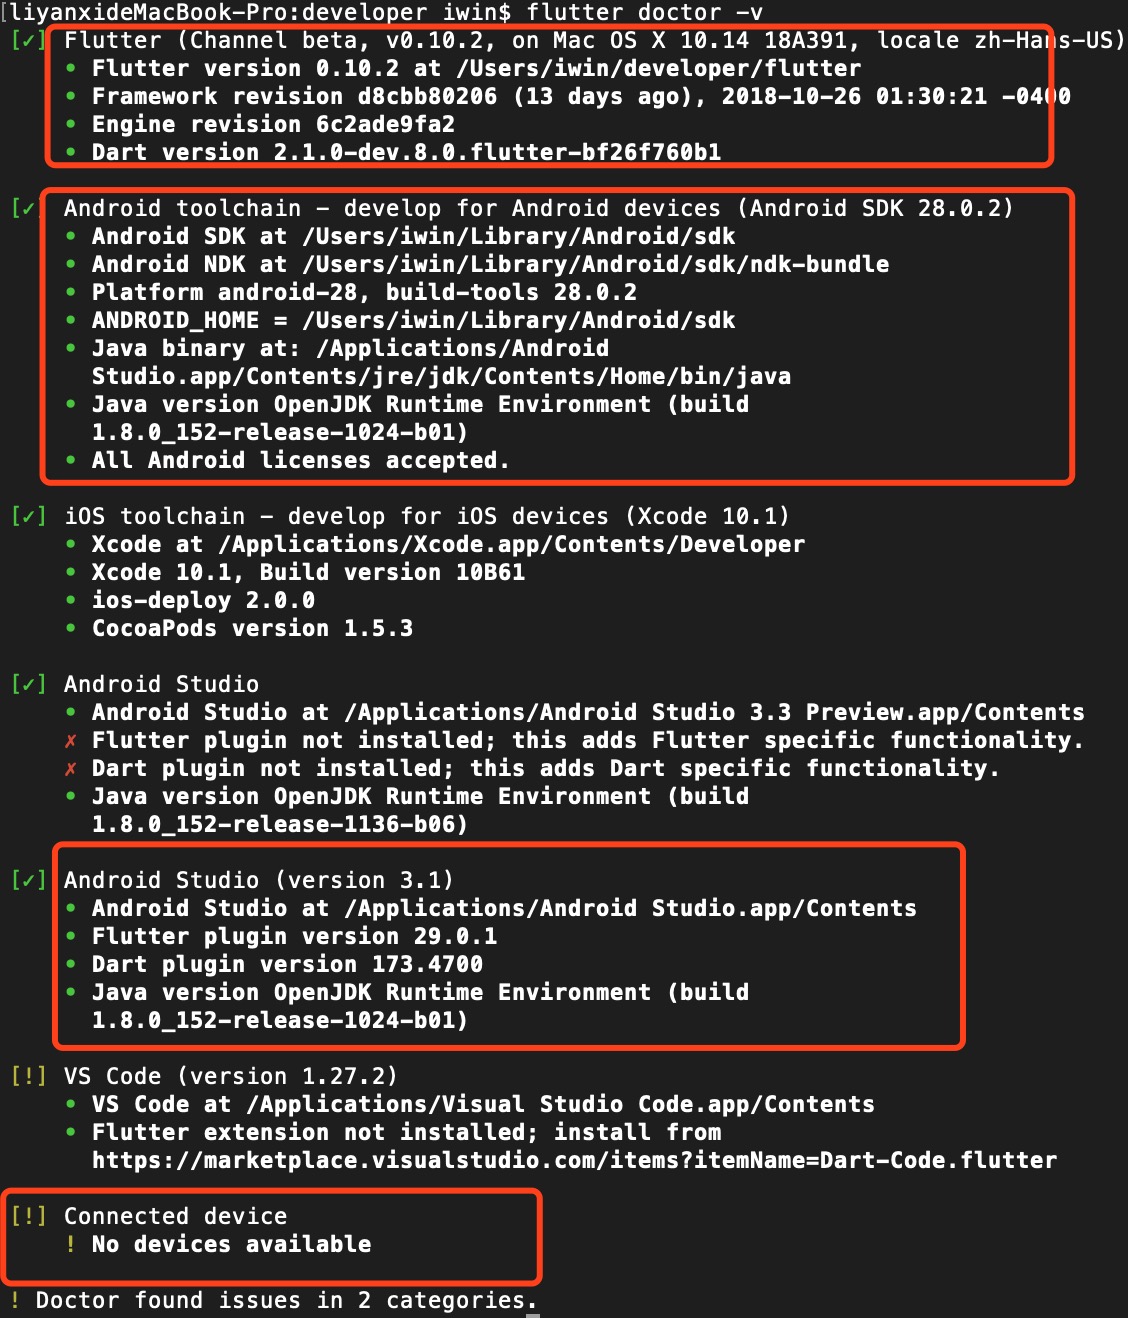 [liyanxideMacBook-Pro:developer iwin$ flutter doctor -v
[✓] Flutter (Channel beta, v0.10.2, on Mac OS X 10.14 18A391, locale zh-Hans-US)
• Flutter version 0.10.2 at /Users/iwin/developer/flutter
• Framework revision d8cbb80206 (13 days ago), 2018-10-26 01:30:21 -0400
• Engine revision 6c2ade9fa2
• Dart version 2.1.0-dev.8.0.flutter-bf26f760b1
[✓] Android toolchain - develop for Android devices (Android SDK 28.0.2)
• Android SDK at /Users/iwin/Library/Android/sdk
• Android NDK at /Users/iwin/Library/Android/sdk/ndk-bundle
• Platform android-28, build-tools 28.0.2
• ANDROID_HOME = /Users/iwin/Library/Android/sdk
• Java binary at: /Applications/Android
Studio.app/Contents/jre/jdk/Contents/Home/bin/java
• Java version OpenJDK Runtime Environment (build
1.8.0_152-release-1024-b01)
• All Android licenses accepted.
[✓] iOS toolchain - develop for iOS devices (Xcode 10.1)
• Xcode at /Applications/Xcode.app/Contents/Developer
• Xcode 10.1, Build version 10B61
• ios-deploy 2.0.0
• CocoaPods version 1.5.3
[✓] Android Studio
• Android Studio at /Applications/Android Studio 3.3 Preview.app/Contents
✗ Flutter plugin not installed; this adds Flutter specific functionality.
✗ Dart plugin not installed; this adds Dart specific functionality.
• Java version OpenJDK Runtime Environment (build
1.8.0_152-release-1136-b06)
[✓] Android Studio (version 3.1)
• Android Studio at /Applications/Android Studio.app/Contents
• Flutter plugin version 29.0.1
• Dart plugin version 173.4700
• Java version OpenJDK Runtime Environment (build
1.8.0_152-release-1024-b01)
[!] VS Code (version 1.27.2)
• VS Code at /Applications/Visual Studio Code.app/Contents
• Flutter extension not installed; install from
https://marketplace.visualstudio.com/items?itemName=Dart-Code.flutter
[!] Connected device
! No devices available
! Doctor found issues in 2 categories.